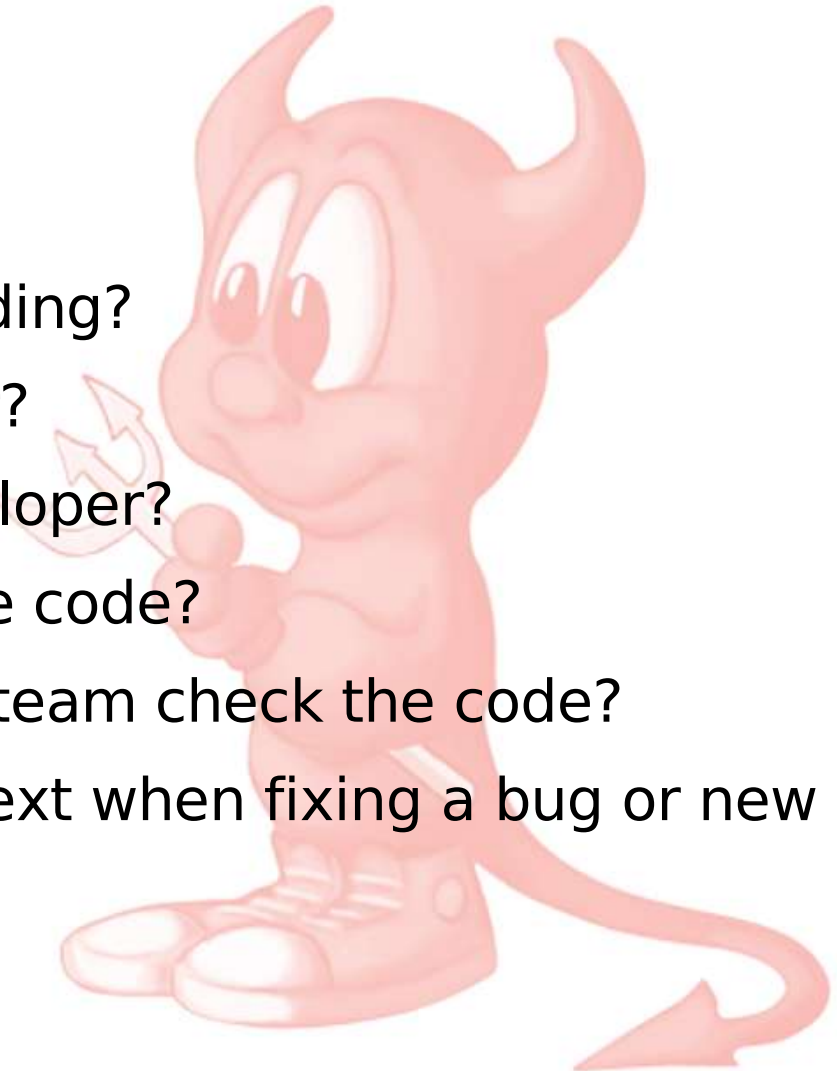 ding?
?
loper?
e code?
team check the code?
ext when fixing a bug or new